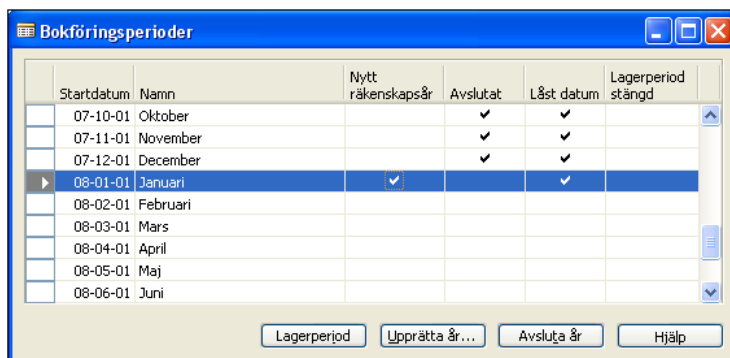 Bokföringsperioder
Startdatum Namn Nytt räkenskapsår Avslutat Låst datum Lagerperiod stängd
07-10-01 Oktober ✔ ✔
07-11-01 November ✔ ✔
07-12-01 December ✔ ✔
08-01-01 Januari ✔ ✔
08-02-01 Februari
08-03-01 Mars
08-04-01 April
08-05-01 Maj
08-06-01 Juni
Lagerperiod Upprätta år... Avsluta år Hjälp